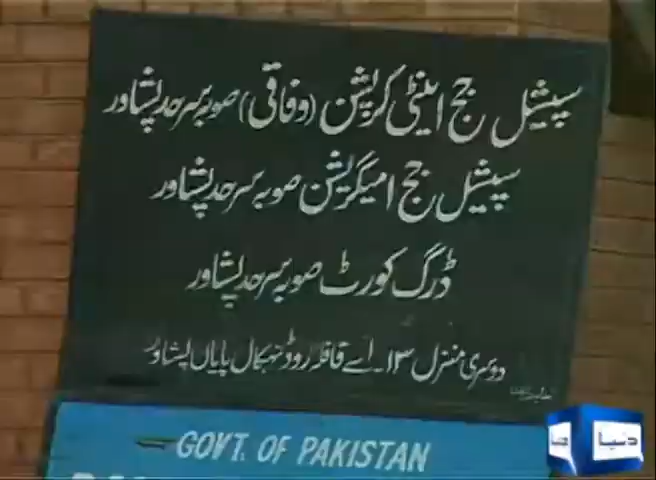 سپیشل جج اینٹی کرپشن (وفاقی) صوبہ سرحد پشاور
سپیشل جج امیگریشن صوبہ سرحد پشاور
ڈرگ کورٹ صوبہ سرحد پشاور
دوسری منزل ۱۳۔اے قافلہ روڈ تہکال پایاں پشاور
GOVT. OF PAKISTAN
دنیا